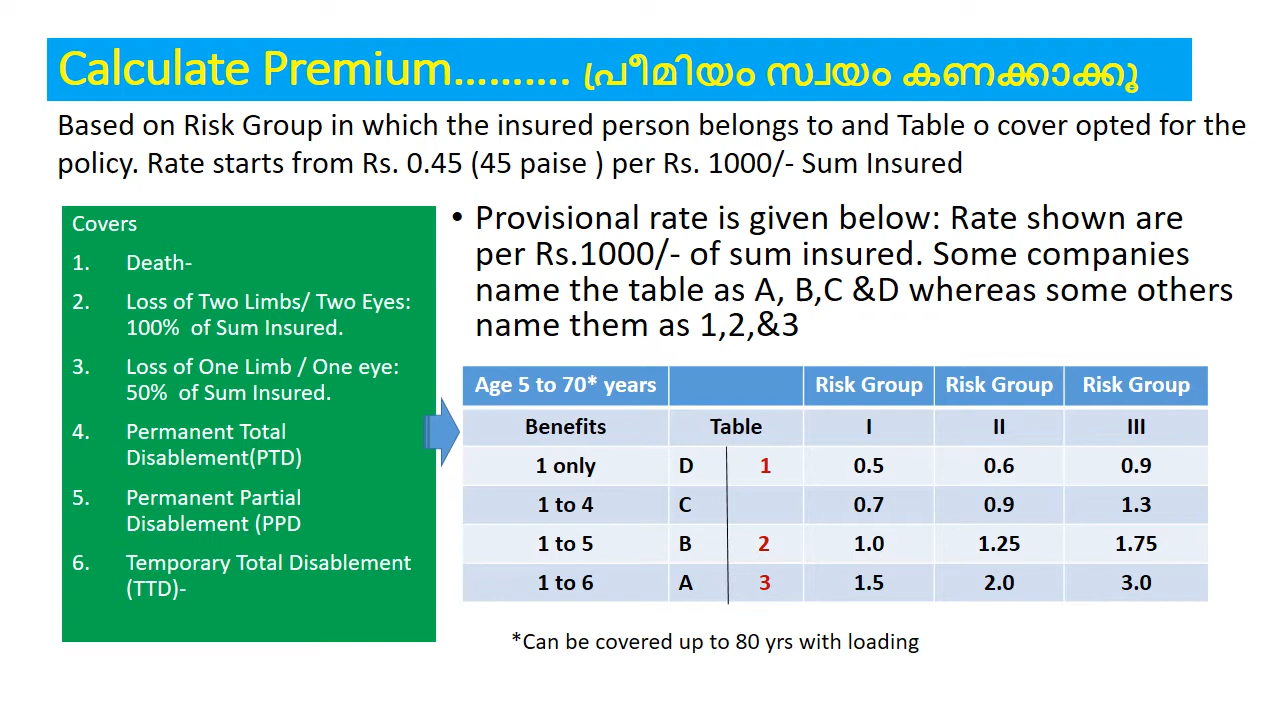 Calculate Premium.......... പ്രീമിയം സ്വയം കണക്കാക്കൂ
Based on Risk Group in which the insured person belongs to and Table o cover opted for the
policy. Rate starts from Rs. 0.45 (45 paise ) per Rs. 1000/- Sum Insured
Covers
1. Death-
2. Loss of Two Limbs/ Two Eyes:
100% of Sum Insured.
3. Loss of One Limb / One eye:
50% of Sum Insured.
4. Permanent Total
Disablement(PTD)
5. Permanent Partial
Disablement (PPD
6. Temporary Total Disablement
(TTD)-
• Provisional rate is given below: Rate shown are
per Rs.1000/- of sum insured. Some companies
name the table as A, B,C &D whereas some others
name them as 1,2,&3
Age 5 to 70* years Risk Group Risk Group Risk Group
Benefits Table I II III
1 only D 1 0.5 0.6 0.9
1 to 4 C 0.7 0.9 1.3
1 to 5 B 2 1.0 1.25 1.75
1 to 6 A 3 1.5 2.0 3.0
*Can be covered up to 80 yrs with loading